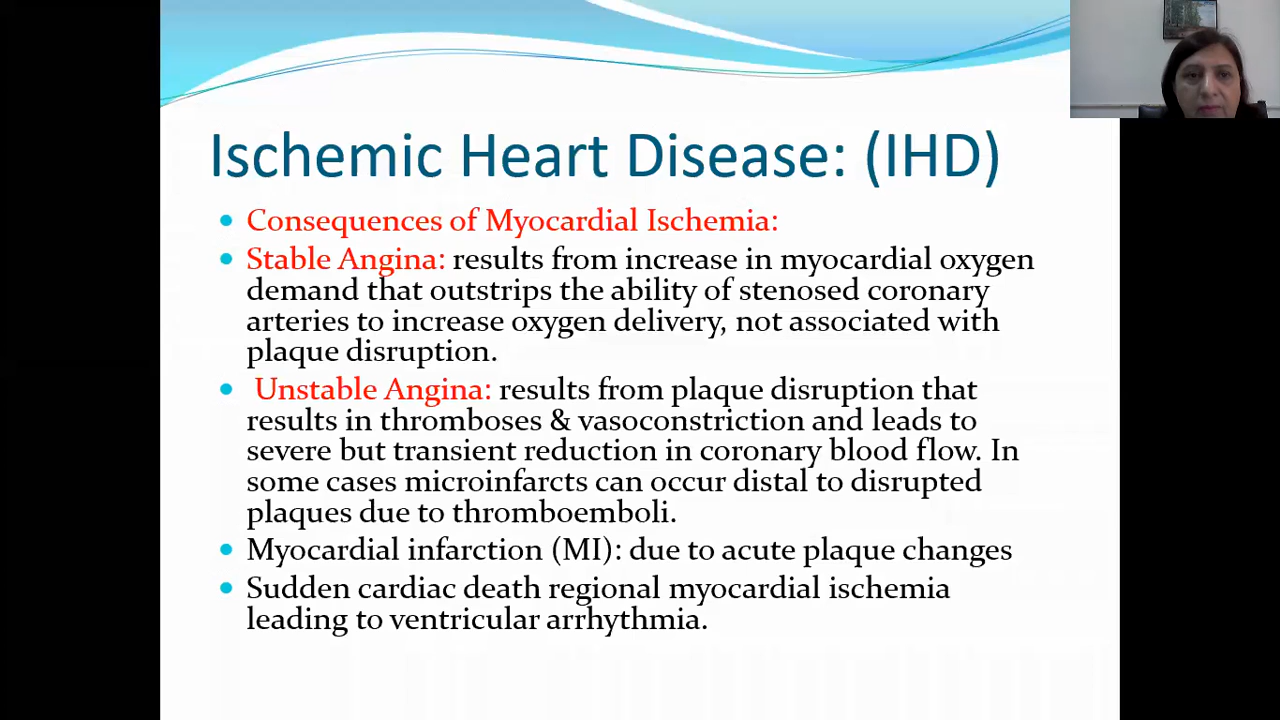 Ischemic Heart Disease: (IHD)
Consequences of Myocardial Ischemia:
Stable Angina: results from increase in myocardial oxygen
demand that outstrips the ability of stenosed coronary
arteries to increase oxygen delivery, not associated with
plaque disruption.
Unstable Angina: results from plaque disruption that
results in thromboses & vasoconstriction and leads to
severe but transient reduction in coronary blood flow. In
some cases microinfarcts can occur distal to disrupted
plaques due to thromboemboli.
Myocardial infarction (MI): due to acute plaque changes
Sudden cardiac death regional myocardial ischemia
leading to ventricular arrhythmia.